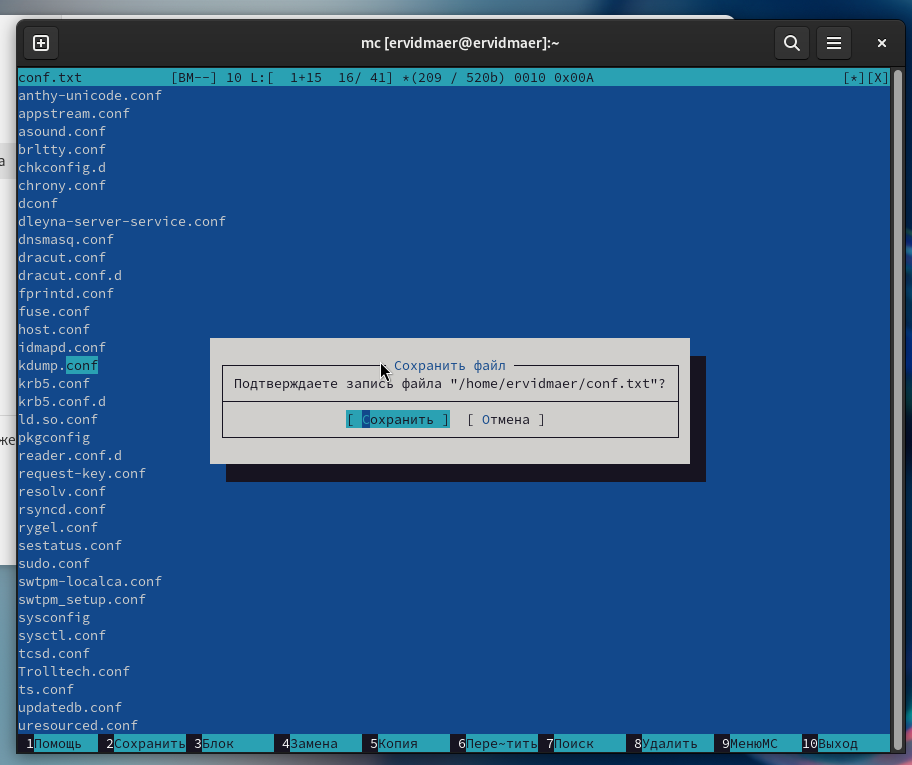 mc [ervidmaer@ervidmaer]:~
conf.txt [BM--] 10 L:[ 1+15 16/ 41] *(209 / 520b) 0010 0x00A [*][X]
anthy-unicode.conf
appstream.conf
asound.conf
brltty.conf
chkconfig.d
chrony.conf
dconf
dleyna-server-service.conf
dnsmasq.conf
dracut.conf
dracut.conf.d
fprintd.conf
fuse.conf
host.conf
idmapd.conf
kdump.conf
krb5.conf
krb5.conf.d
ld.so.conf
pkgconfig
reader.conf.d
request-key.conf
resolv.conf
rsyncd.conf
rygel.conf
sestatus.conf
sudo.conf
swtpm-localca.conf
swtpm_setup.conf
sysconfig
sysctl.conf
tcsd.conf
Trolltech.conf
ts.conf
updatedb.conf
uresourced.conf
Сохранить файл
Подтверждаете запись файла "/home/ervidmaer/conf.txt"?
[ Сохранить ] [ Отмена ]
1Помощь 2Сохранить 3Блок 4Замена 5Копия 6Пере~тить 7Поиск 8Удалить 9МенюМС 10Выход
а
же